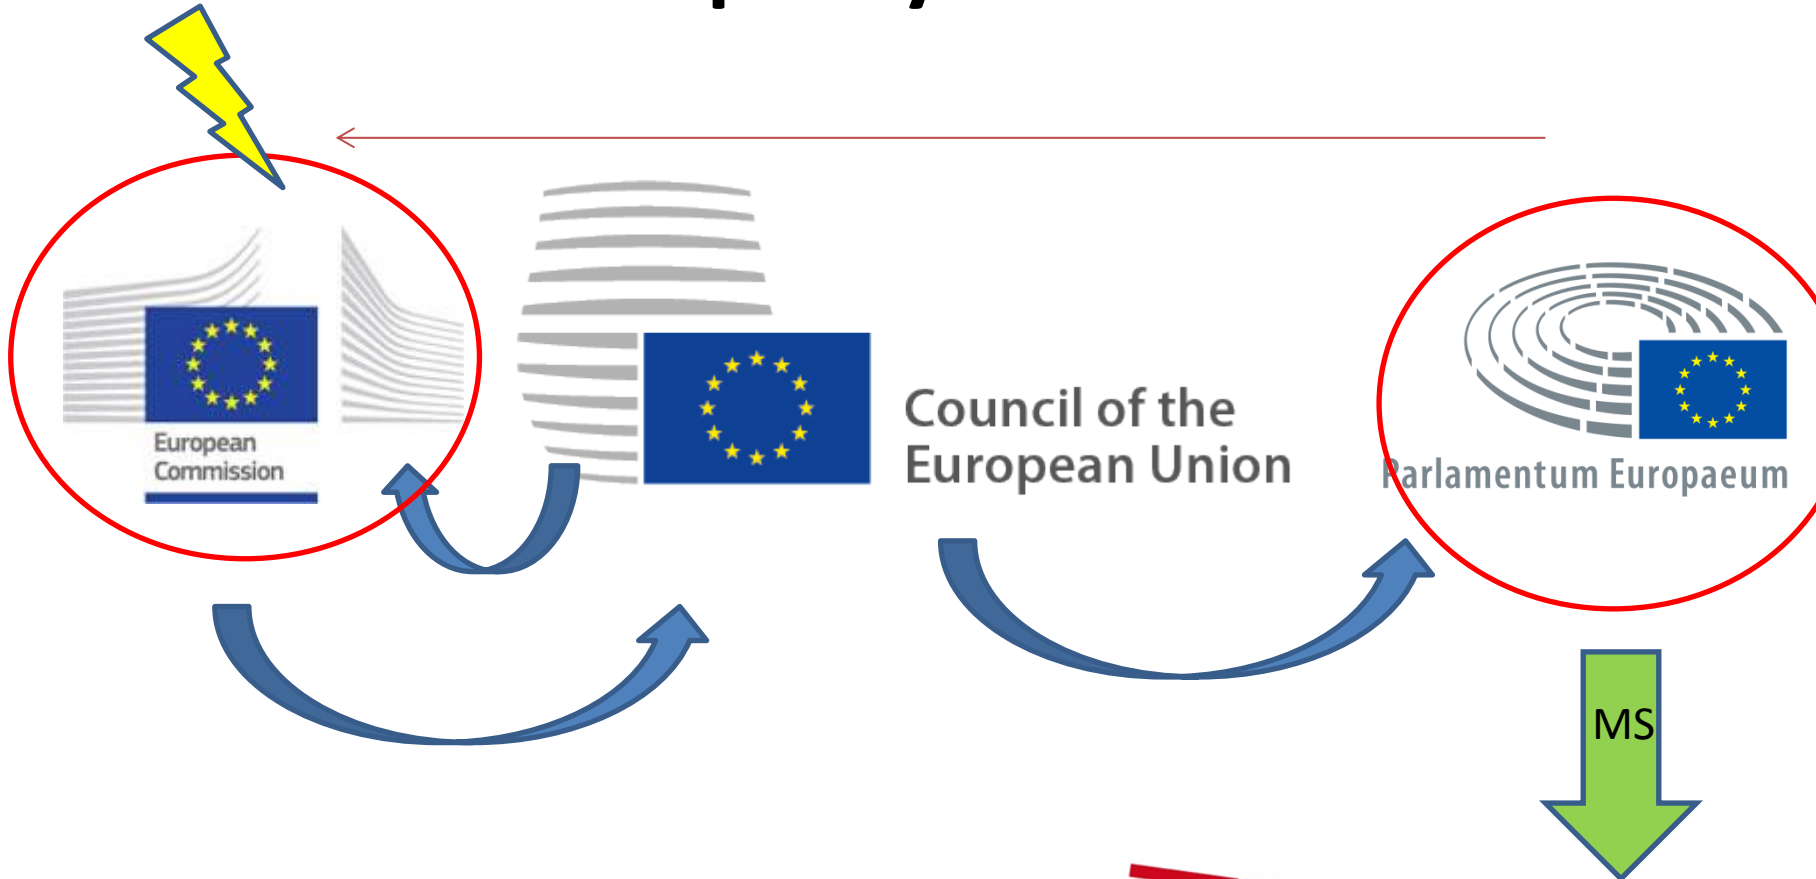 European
Commission
Council of the
European Union
Parlamentum Europaeum
MS